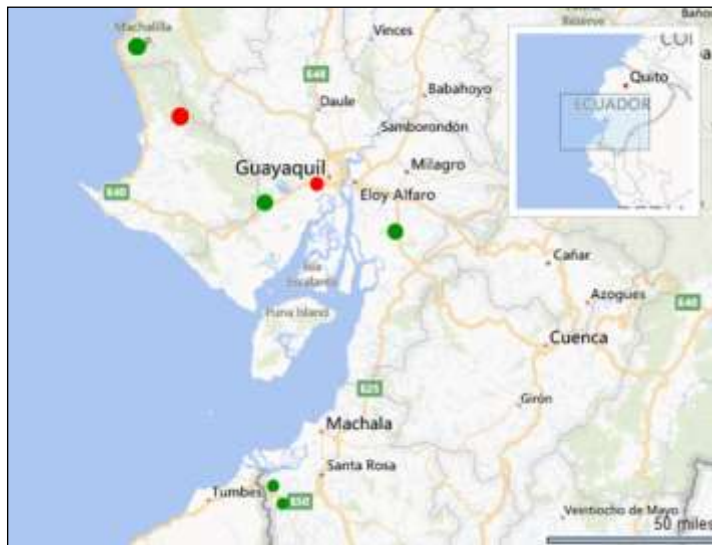 Machalilla
Vinces
Babahoyo
E48
Daule
Samborondón
Guayaquil
Milagro
Eloy Alfaro
E40
Isla
Escalante
Puna Island
Cañar
Azogues
E40
Cuenca
E25
Girón
Machala
Santa Rosa
Tumbes
E50
Veintiocho de Mayo
50 miles
Reserve
Quito
ECUADOR